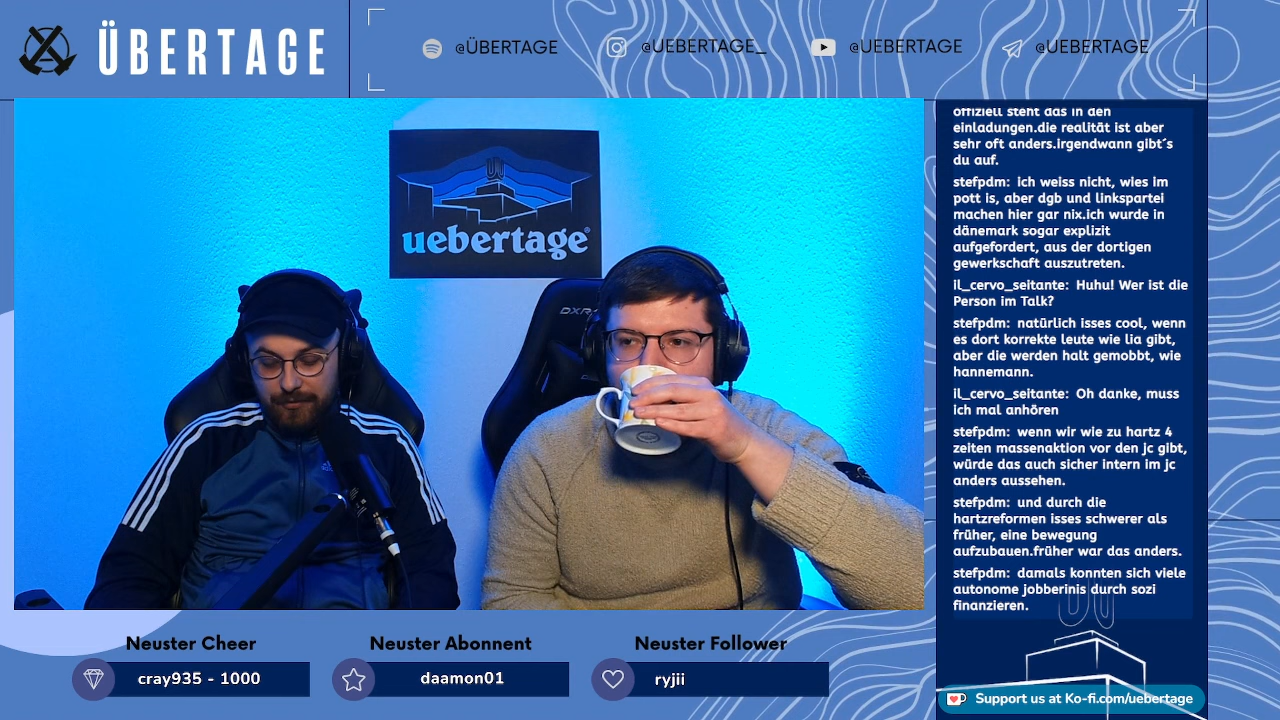 ÜBERTAGE
@ÜBERTAGE
@UEBERTAGE_
@UEBERTAGE
@UEBERTAGE
uebertage®
DXR
offiziell steht das in den
einladungen.die realität ist aber
sehr oft anders.irgendwann gibt´s
du auf.
stefpdm: ich weiss nicht, wies im
pott is, aber dgb und linkspartei
machen hier gar nix.ich wurde in
dänemark sogar explizit
aufgefordert, aus der dortigen
gewerkschaft auszutreten.
il_cervo_seitante: Huhu! Wer ist die
Person im Talk?
stefpdm: natürlich isses cool, wenn
es dort korrekte leute wie lia gibt,
aber die werden halt gemobbt, wie
hannemann.
il_cervo_seitante: Oh danke, muss
ich mal anhören
stefpdm: wenn wir wie zu hartz 4
zeiten massenaktion vor den jc gibt,
würde das auch sicher intern im jc
anders aussehen.
stefpdm: und durch die
hartzreformen isses schwerer als
früher, eine bewegung
aufzubauen.früher war das anders.
stefpdm: damals konnten sich viele
autonome jobberinis durch sozi
finanzieren.
Neuster Cheer
cray935 - 1000
Neuster Abonnent
daamon01
Neuster Follower
ryjii
Support us at Ko-fi.com/uebertage